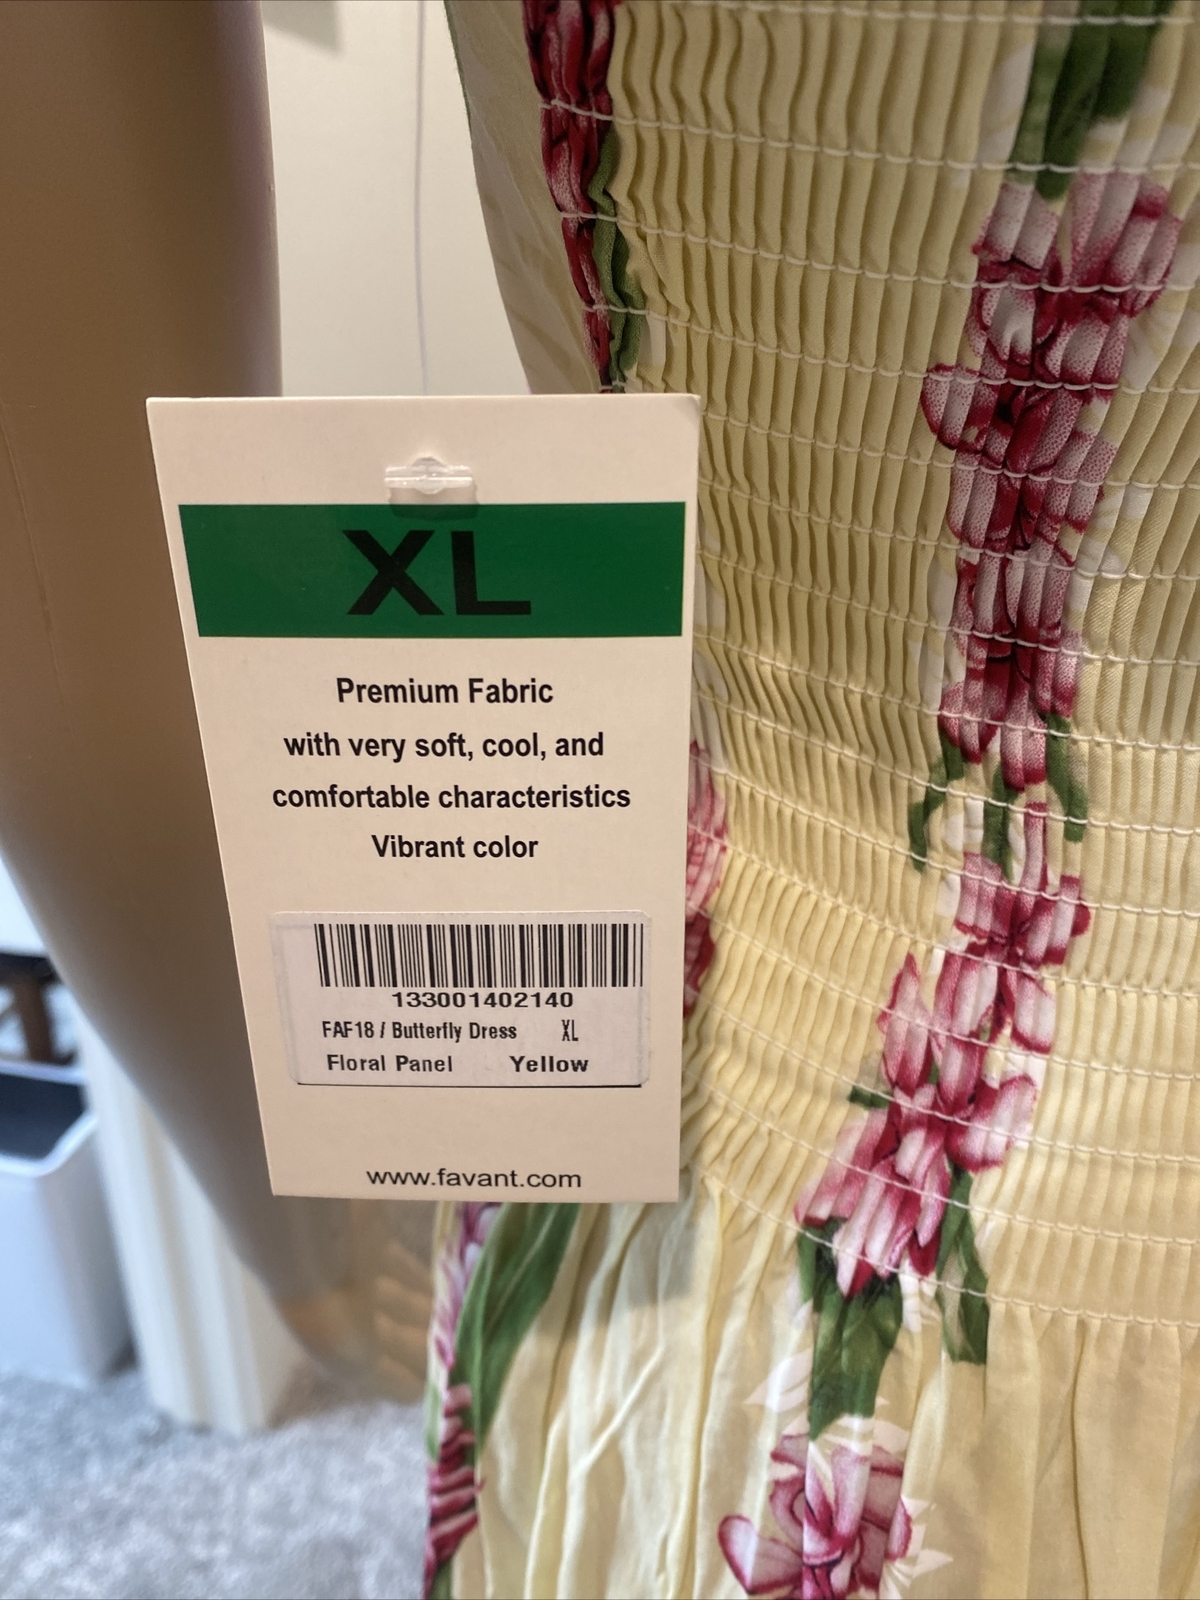 XL
Premium Fabric
with very soft, cool, and
comfortable characteristics
Vibrant color
133001402140
FAF18 / Butterfly Dress XL
Floral Panel Yellow
www.favant.com